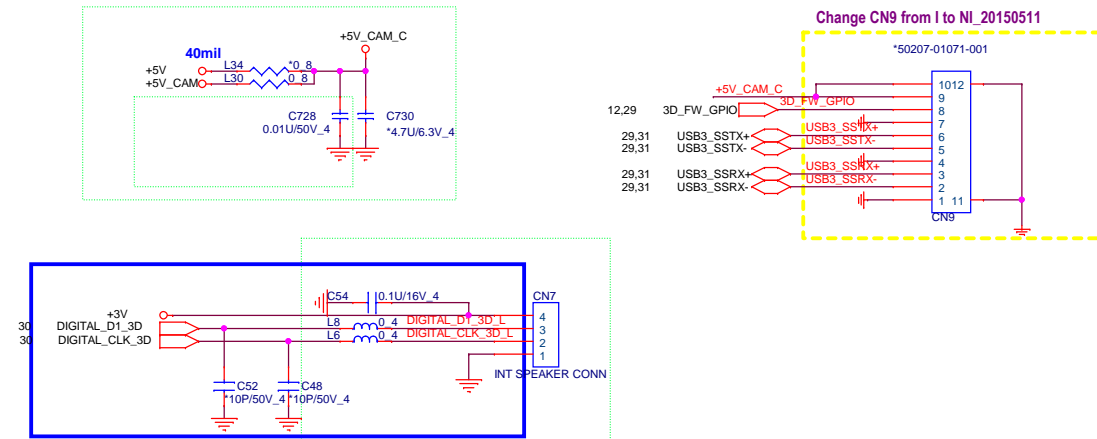 Change CN9 from I to NI_20150511
+5V_CAM_C
40mil
+5V
L34
*0_8
+5V_CAM
L30
0_8
C728
0.01U/50V_4
C730
*4.7U/6.3V_4
*50207-01071-001
+5V_CAM_C
12,29 3D_FW_GPIO 3D_FW_GPIO
29,31 USB3_SSTX+ USB3_SSTX+
29,31 USB3_SSTX- USB3_SSTX-
29,31 USB3_SSRX+ USB3_SSRX+
29,31 USB3_SSRX- USB3_SSRX-
10 12
9
8
7
6
5
4
3
2
1 11
CN9
C54 0.1U/16V_4
CN7
+3V
4
30 DIGITAL_D1_3D L8 0_4 DIGITAL_D1_3D_L 3
30 DIGITAL_CLK_3D L6 0_4 DIGITAL_CLK_3D_L 2
1
INT SPEAKER CONN
C52
*10P/50V_4
C48
*10P/50V_4